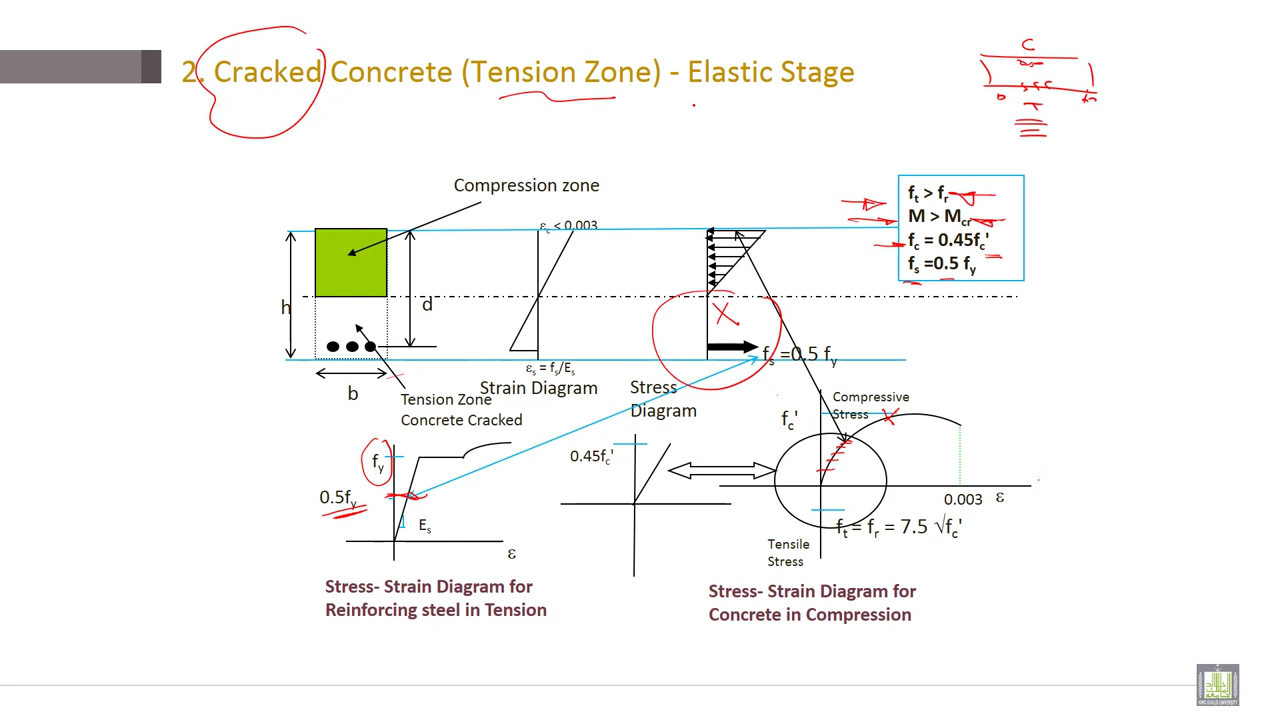 2. Cracked Concrete (Tension Zone) - Elastic Stage
C
T
Compression zone
εc < 0.003
ft > fr
M > Mcr
fc = 0.45fc'
fs =0.5 fy
h
d
X
fs =0.5 fy
b
εs = fs/Es
Strain Diagram
Stress
Diagram
Tension Zone
Concrete Cracked
Compressive
Stress
fc'
fy
0.45fc'
0.5fy
Es
ε
0.003
ε
ft = fr = 7.5 √fc'
Tensile
Stress
Stress- Strain Diagram for
Reinforcing steel in Tension
Stress- Strain Diagram for
Concrete in Compression
KING KHALID UNIVERSITY